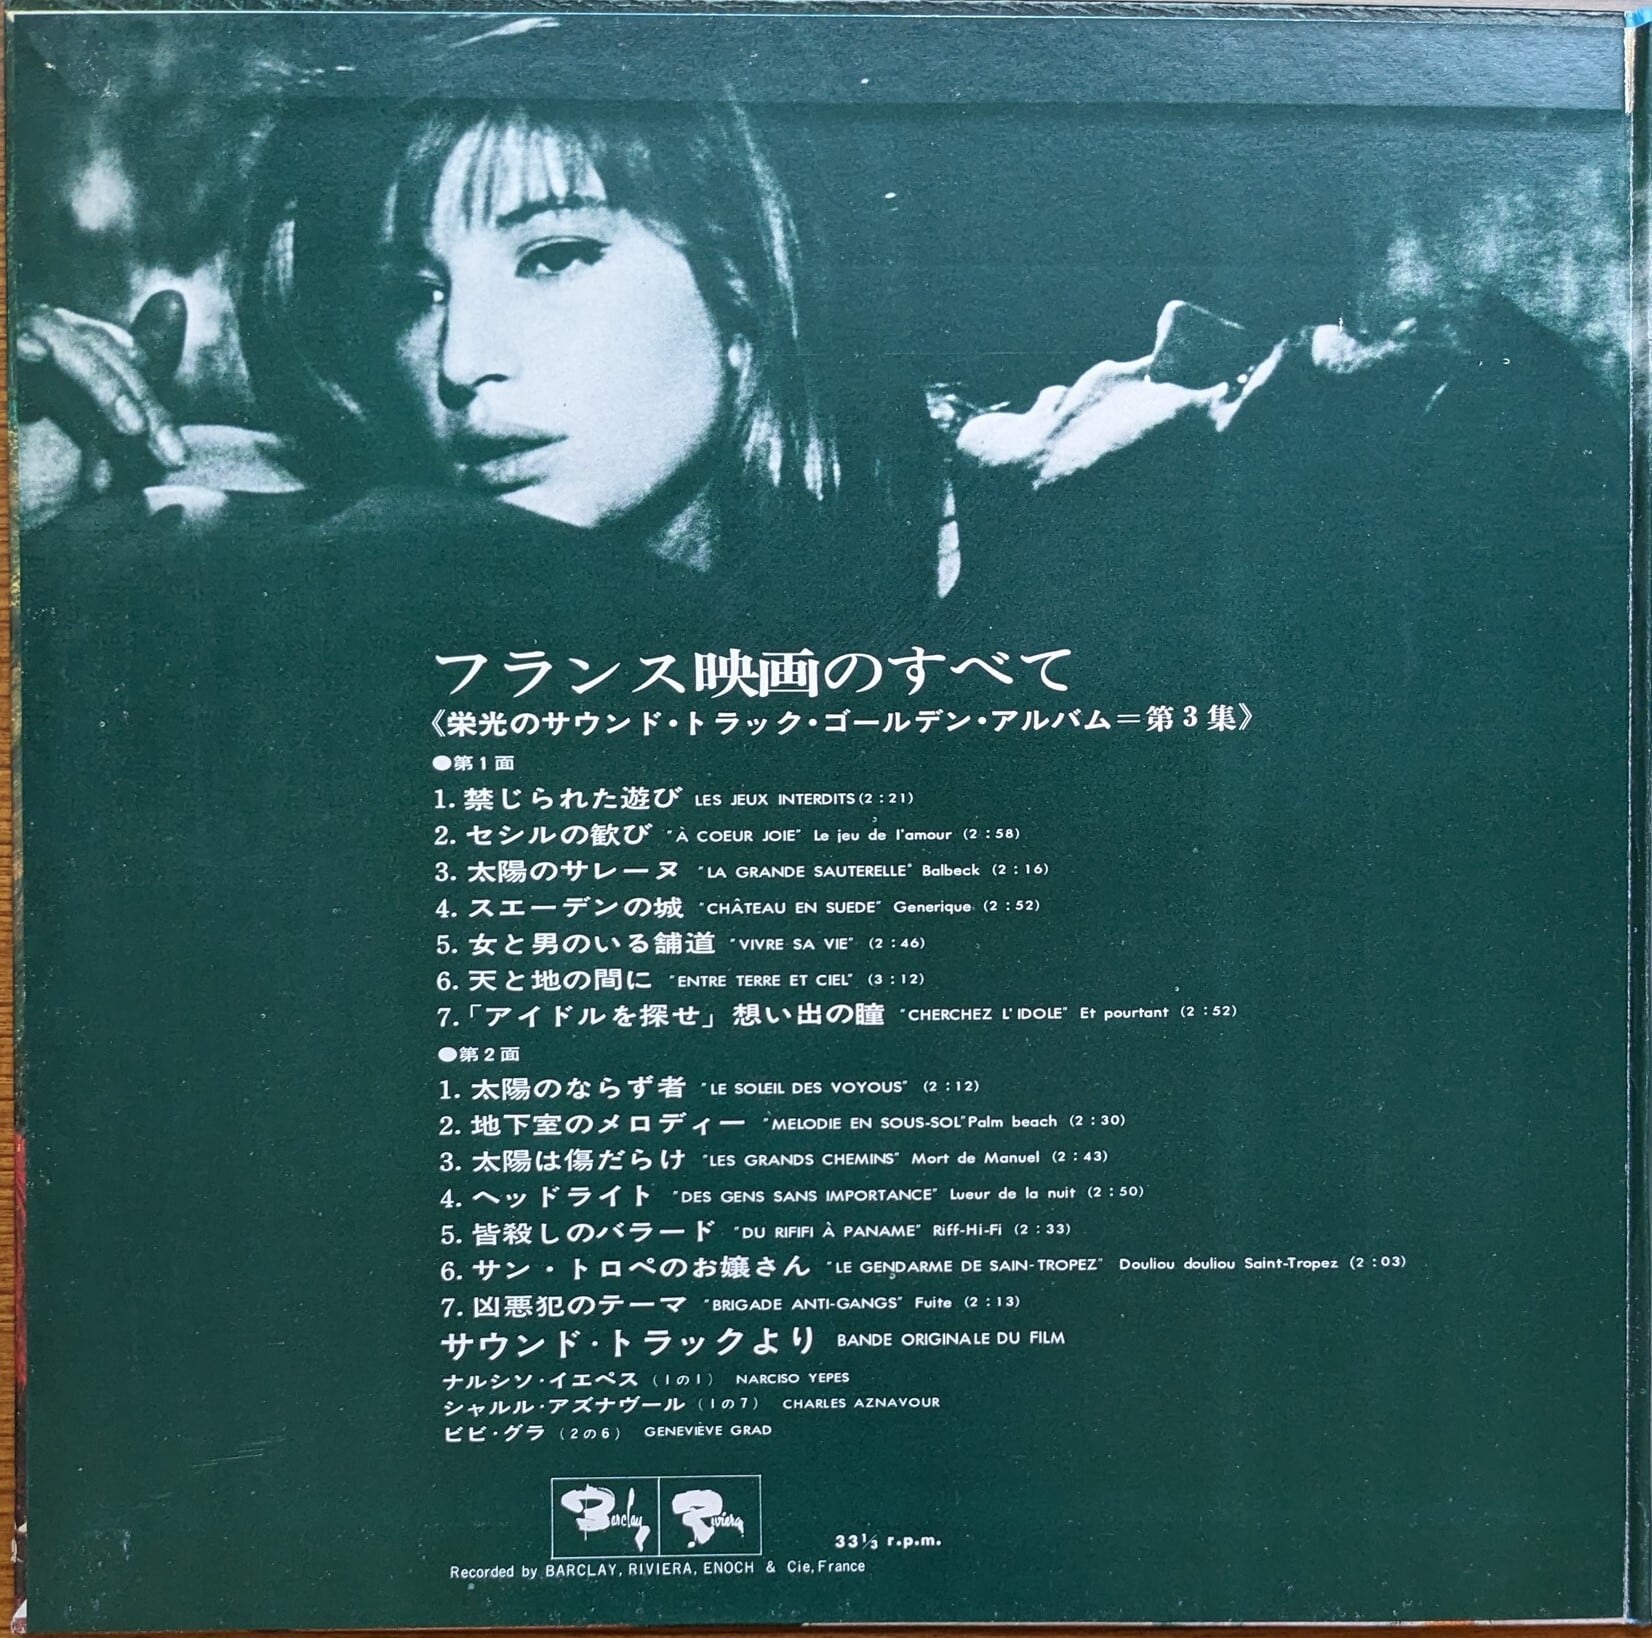 フランス映画のすべて
《栄光のサウンド・トラック・ゴールデン・アルバム＝第3集》
●第1面
1. 禁じられた遊び LES JEUX INTERDITS (2:21)
2. セシルの歓び "À COEUR JOIE" Le jeu de l'amour (2:58)
3. 太陽のサレーヌ "LA GRANDE SAUTERELLE" Balbeck (2:16)
4. スエーデンの城 "CHÂTEAU EN SUEDE" Generique (2:52)
5. 女と男のいる舗道 "VIVRE SA VIE" (2:46)
6. 天と地の間に "ENTRE TERRE ET CIEL" (3:12)
7.「アイドルを探せ」想い出の瞳 "CHERCHEZ L'IDOLE" Et pourtant (2:52)
●第2面
1. 太陽のならず者 "LE SOLEIL DES VOYOUS" (2:12)
2. 地下室のメロディー "MELODIE EN SOUS-SOL" Palm beach (2:30)
3. 太陽は傷だらけ "LES GRANDS CHEMINS" Mort de Manuel (2:43)
4. ヘッドライト "DES GENS SANS IMPORTANCE" Lueur de la nuit (2:50)
5. 皆殺しのバラード "DU RIFIFI À PANAME" Riff-Hi-Fi (2:33)
6. サン・トロペのお嬢さん "LE GENDARME DE SAIN-TROPEZ" Douliou douliou Saint-Tropez (2:03)
7. 凶悪犯のテーマ "BRIGADE ANTI-GANGS" Fuite (2:13)
サウンド・トラックより BANDE ORIGINALE DU FILM
ナルシソ・イエペス (1の1) NARCISO YEPES
シャルル・アズナヴール (1の7) CHARLES AZNAVOUR
ビビ・グラ (2の6) GENEVIÈVE GRAD
Barclay Riviera
33⅓ r.p.m.
Recorded by BARCLAY, RIVIERA, ENOCH & Cie, France